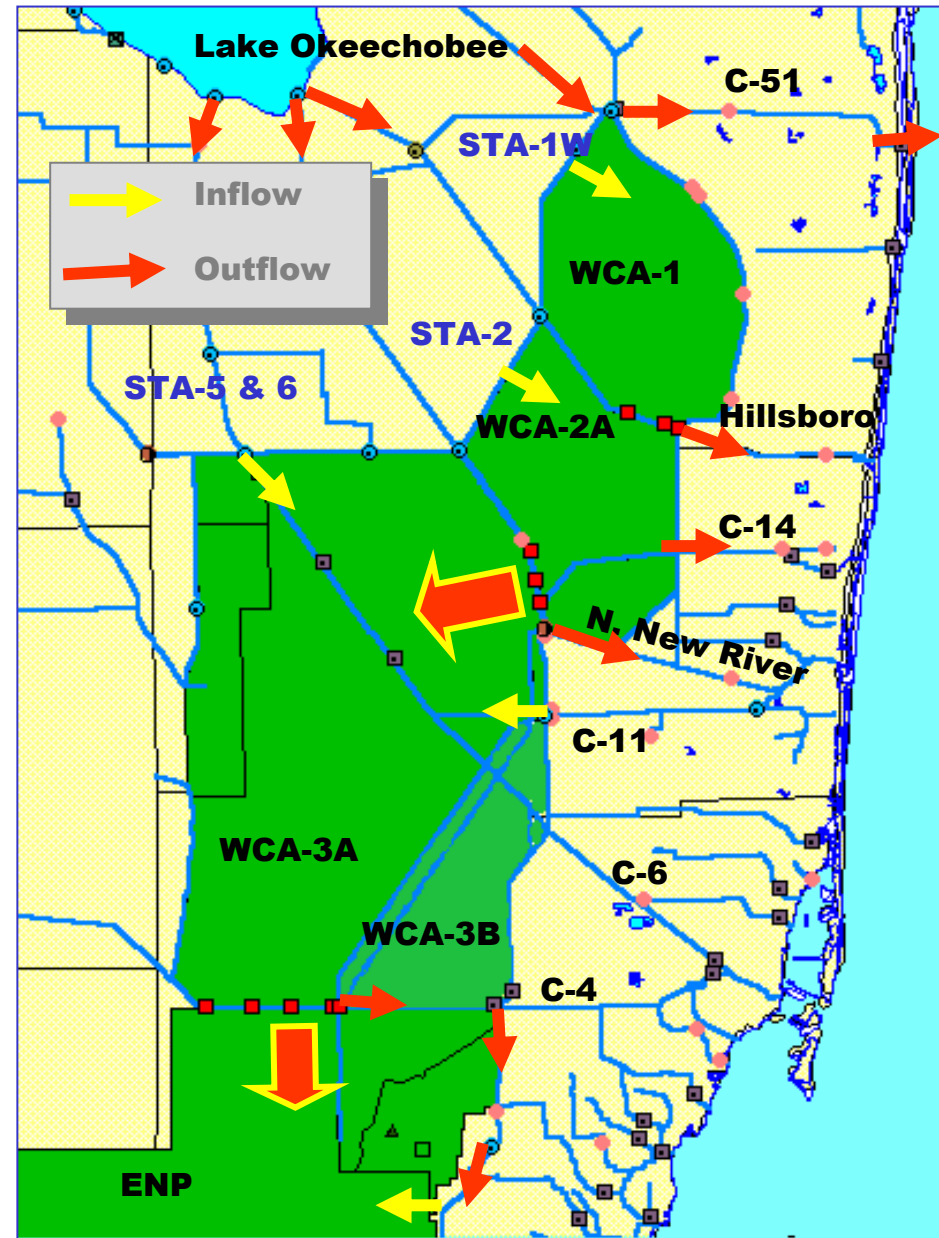 Lake Okeechobee
C-51
STA-1W
Inflow
Outflow
WCA-1
STA-2
STA-5 & 6
WCA-2A
Hillsboro
C-14
N. New River
C-11
WCA-3A
C-6
WCA-3B
C-4
ENP